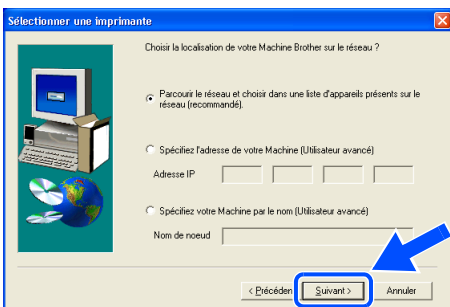 Sélectionner une imprimante
Choisir la localisation de votre Machine Brother sur le réseau ?
Parcourir le réseau et choisir dans une liste d'appareils présents sur le
réseau (recommandé).
Spécifiez l'adresse de votre Machine (Utilisateur avancé)
Adresse IP
Spécifiez votre Machine par le nom (Utilisateur avancé)
Nom de noeud
< Précéden Suivant > Annuler